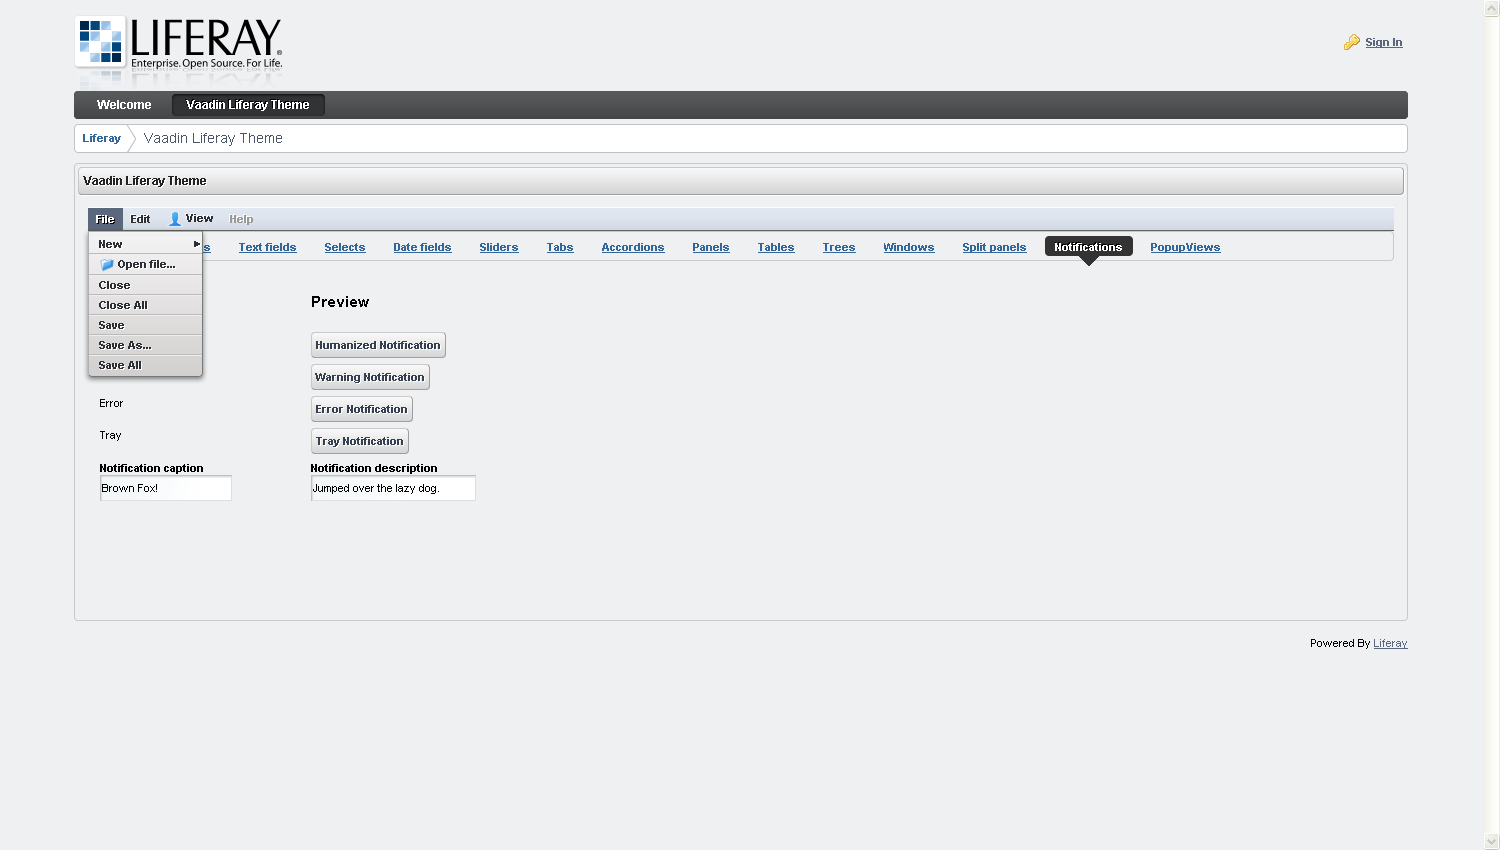 LIFERAY.
Enterprise. Open Source. For Life.
Sign In
Welcome Vaadin Liferay Theme
Liferay Vaadin Liferay Theme
Vaadin Liferay Theme
File Edit View Help
s Text fields Selects Date fields Sliders Tabs Accordions Panels Tables Trees Windows Split panels Notifications PopupViews
New
Open file...
Close
Close All
Save
Save As...
Save All
Preview
Humanized Notification
Warning Notification
Error Error Notification
Tray Tray Notification
Notification caption Notification description
Brown Fox! Jumped over the lazy dog.
Powered By Liferay